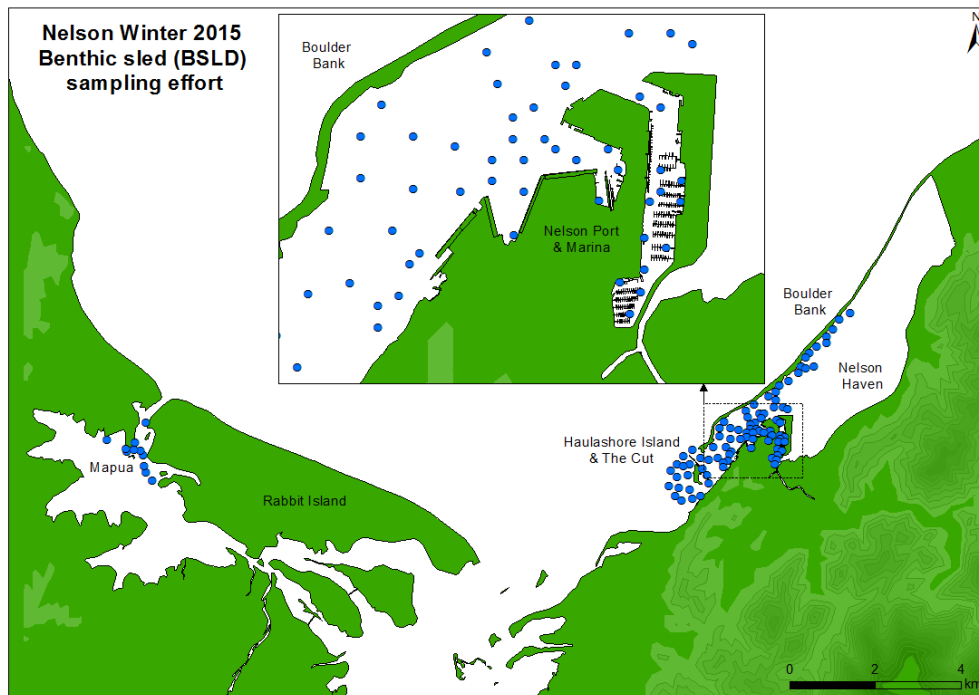 Nelson Winter 2015
Benthic sled (BSLD)
sampling effort
Boulder
Bank
Nelson Port
& Marina
N
Boulder
Bank
Nelson
Haven
Haulashore Island
& The Cut
Mapua
Rabbit Island
0 2 4
km